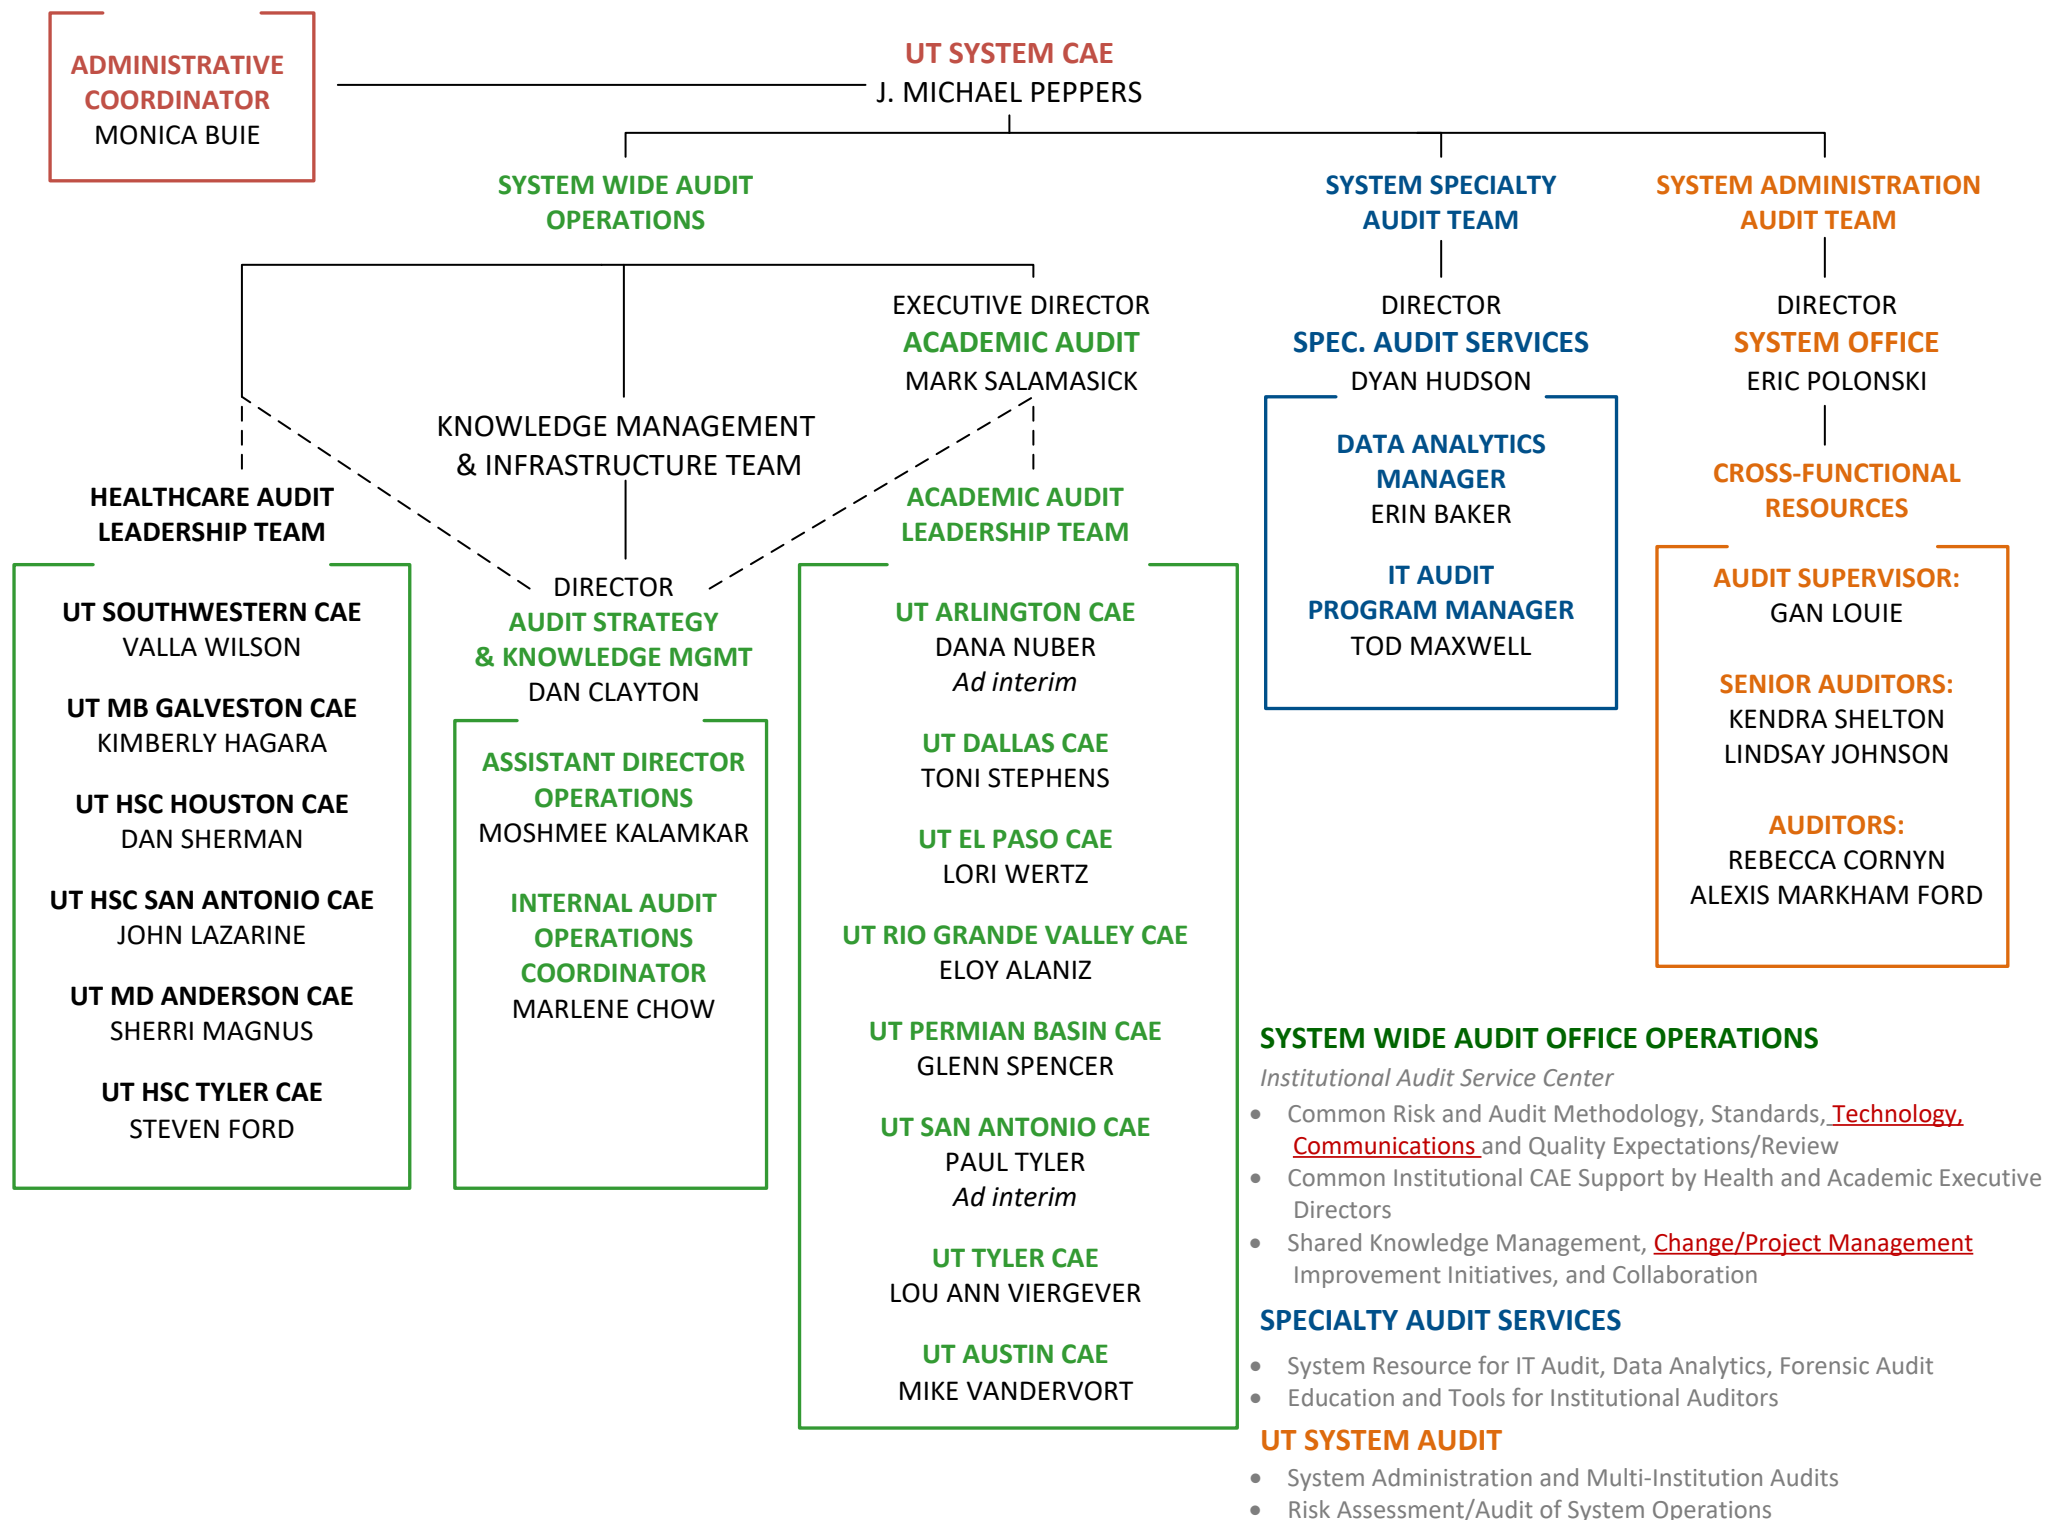 ADMINISTRATIVE
COORDINATOR
MONICA BUIE
UT SYSTEM CAE
J. MICHAEL PEPPERS
SYSTEM WIDE AUDIT
OPERATIONS
SYSTEM SPECIALTY
AUDIT TEAM
SYSTEM ADMINISTRATION
AUDIT TEAM
EXECUTIVE DIRECTOR
ACADEMIC AUDIT
MARK SALAMASICK
DIRECTOR
SPEC. AUDIT SERVICES
DYAN HUDSON
DIRECTOR
SYSTEM OFFICE
ERIC POLONSKI
KNOWLEDGE MANAGEMENT
& INFRASTRUCTURE TEAM
HEALTHCARE AUDIT
LEADERSHIP TEAM
UT SOUTHWESTERN CAE
VALLA WILSON
UT MB GALVESTON CAE
KIMBERLY HAGARA
UT HSC HOUSTON CAE
DAN SHERMAN
UT HSC SAN ANTONIO CAE
JOHN LAZARINE
UT MD ANDERSON CAE
SHERRI MAGNUS
UT HSC TYLER CAE
STEVEN FORD
DIRECTOR
AUDIT STRATEGY
& KNOWLEDGE MGMT
DAN CLAYTON
ASSISTANT DIRECTOR
OPERATIONS
MOSHMEE KALAMKAR
INTERNAL AUDIT
OPERATIONS
COORDINATOR
MARLENE CHOW
ACADEMIC AUDIT
LEADERSHIP TEAM
UT ARLINGTON CAE
DANA NUBER
Ad interim
UT DALLAS CAE
TONI STEPHENS
UT EL PASO CAE
LORI WERTZ
UT RIO GRANDE VALLEY CAE
ELOY ALANIZ
UT PERMIAN BASIN CAE
GLENN SPENCER
UT SAN ANTONIO CAE
PAUL TYLER
Ad interim
UT TYLER CAE
LOU ANN VIERGEVER
UT AUSTIN CAE
MIKE VANDERVORT
DATA ANALYTICS
MANAGER
ERIN BAKER
IT AUDIT
PROGRAM MANAGER
TOD MAXWELL
CROSS-FUNCTIONAL
RESOURCES
AUDIT SUPERVISOR:
GAN LOUIE
SENIOR AUDITORS:
KENDRA SHELTON
LINDSAY JOHNSON
AUDITORS:
REBECCA CORNYN
ALEXIS MARKHAM FORD
SYSTEM WIDE AUDIT OFFICE OPERATIONS
Institutional Audit Service Center
• Common Risk and Audit Methodology, Standards, Technology,
Communications and Quality Expectations/Review
• Common Institutional CAE Support by Health and Academic Executive
Directors
• Shared Knowledge Management, Change/Project Management
Improvement Initiatives, and Collaboration
SPECIALTY AUDIT SERVICES
• System Resource for IT Audit, Data Analytics, Forensic Audit
• Education and Tools for Institutional Auditors
UT SYSTEM AUDIT
• System Administration and Multi-Institution Audits
• Risk Assessment/Audit of System Operations